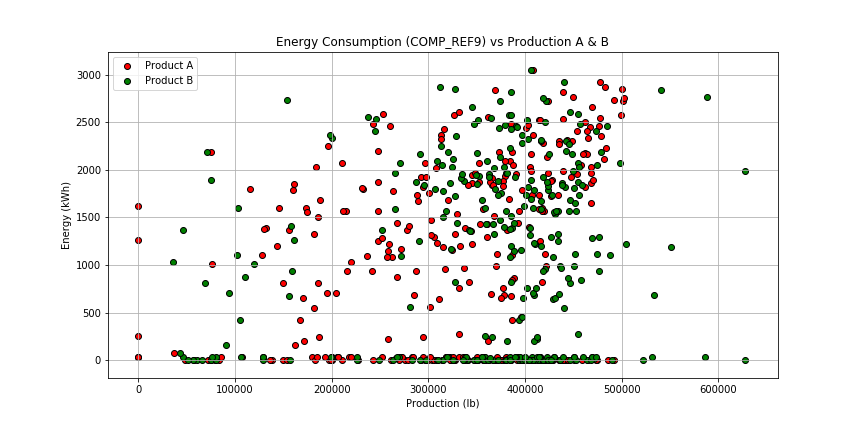 Energy Consumption (COMP_REF9) vs Production A & B
Product A
Product B
3000
2500
2000
1500
1000
500
0
Energy (kWh)
0 100000 200000 300000 400000 500000 600000
Production (lb)